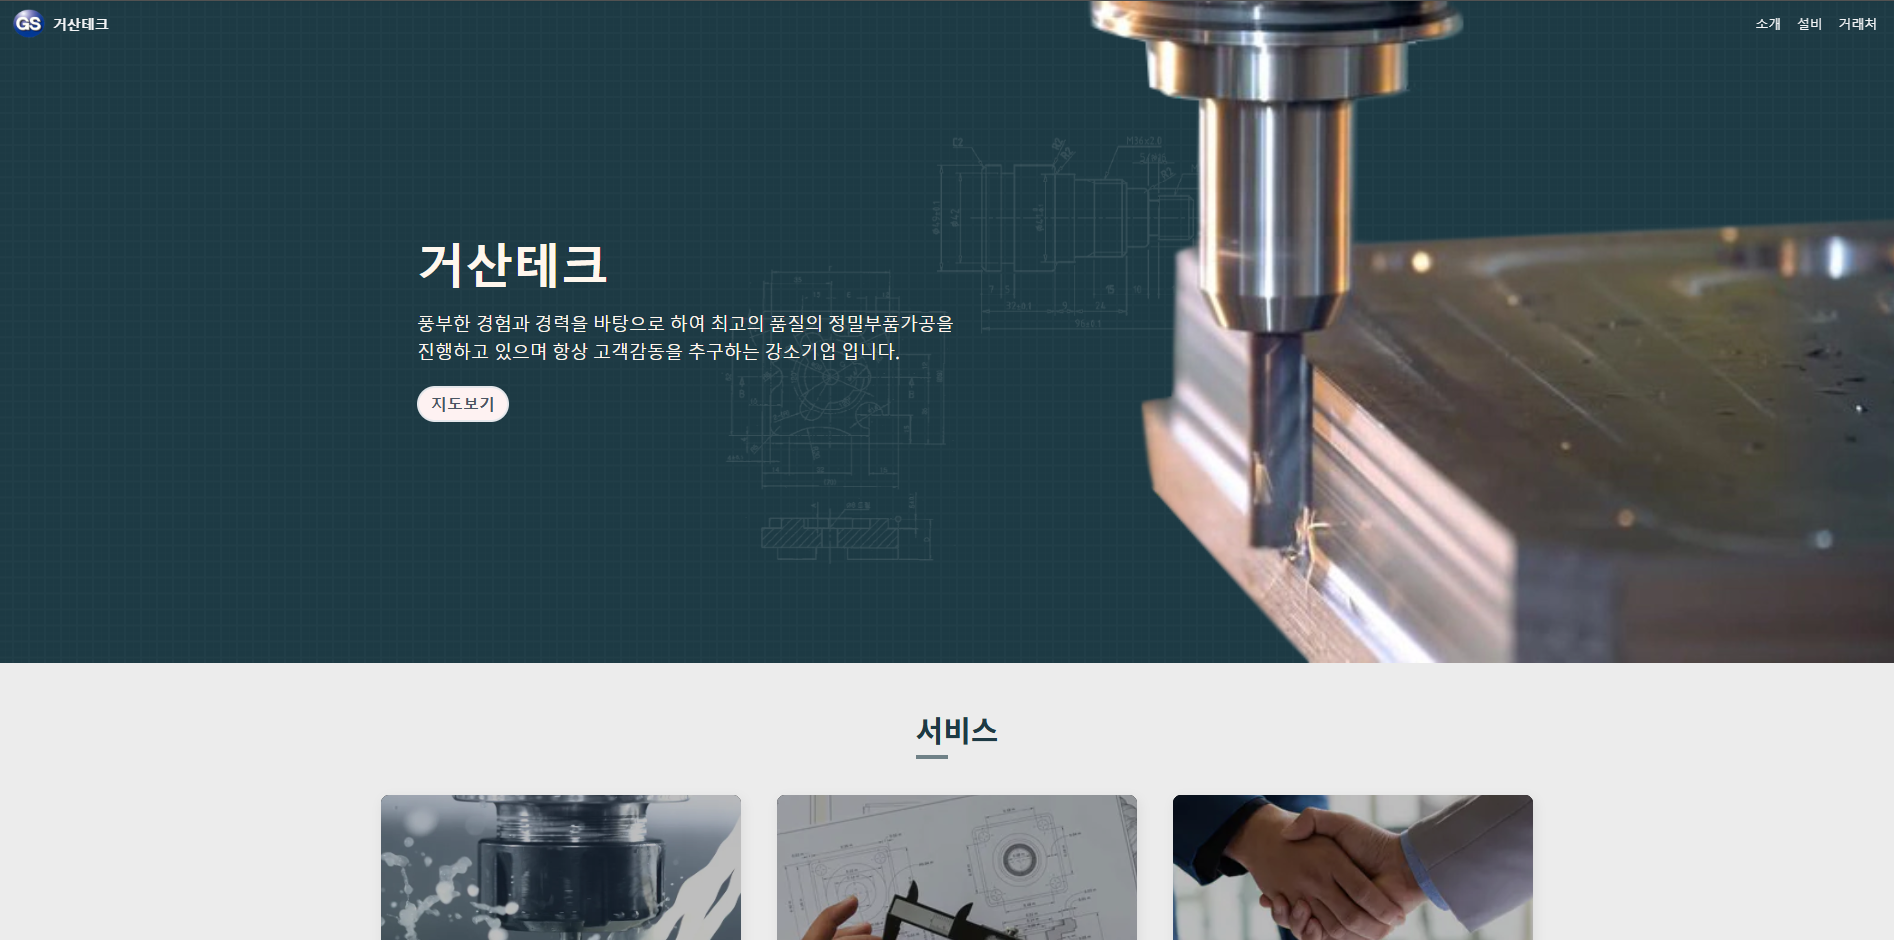 GS 거산테크
소개 설비 거래처
거산테크
풍부한 경험과 경력을 바탕으로 하여 최고의 품질의 정밀부품가공을
진행하고 있으며 항상 고객감동을 추구하는 강소기업 입니다.
지도보기
C2
M36x2.0
서비스